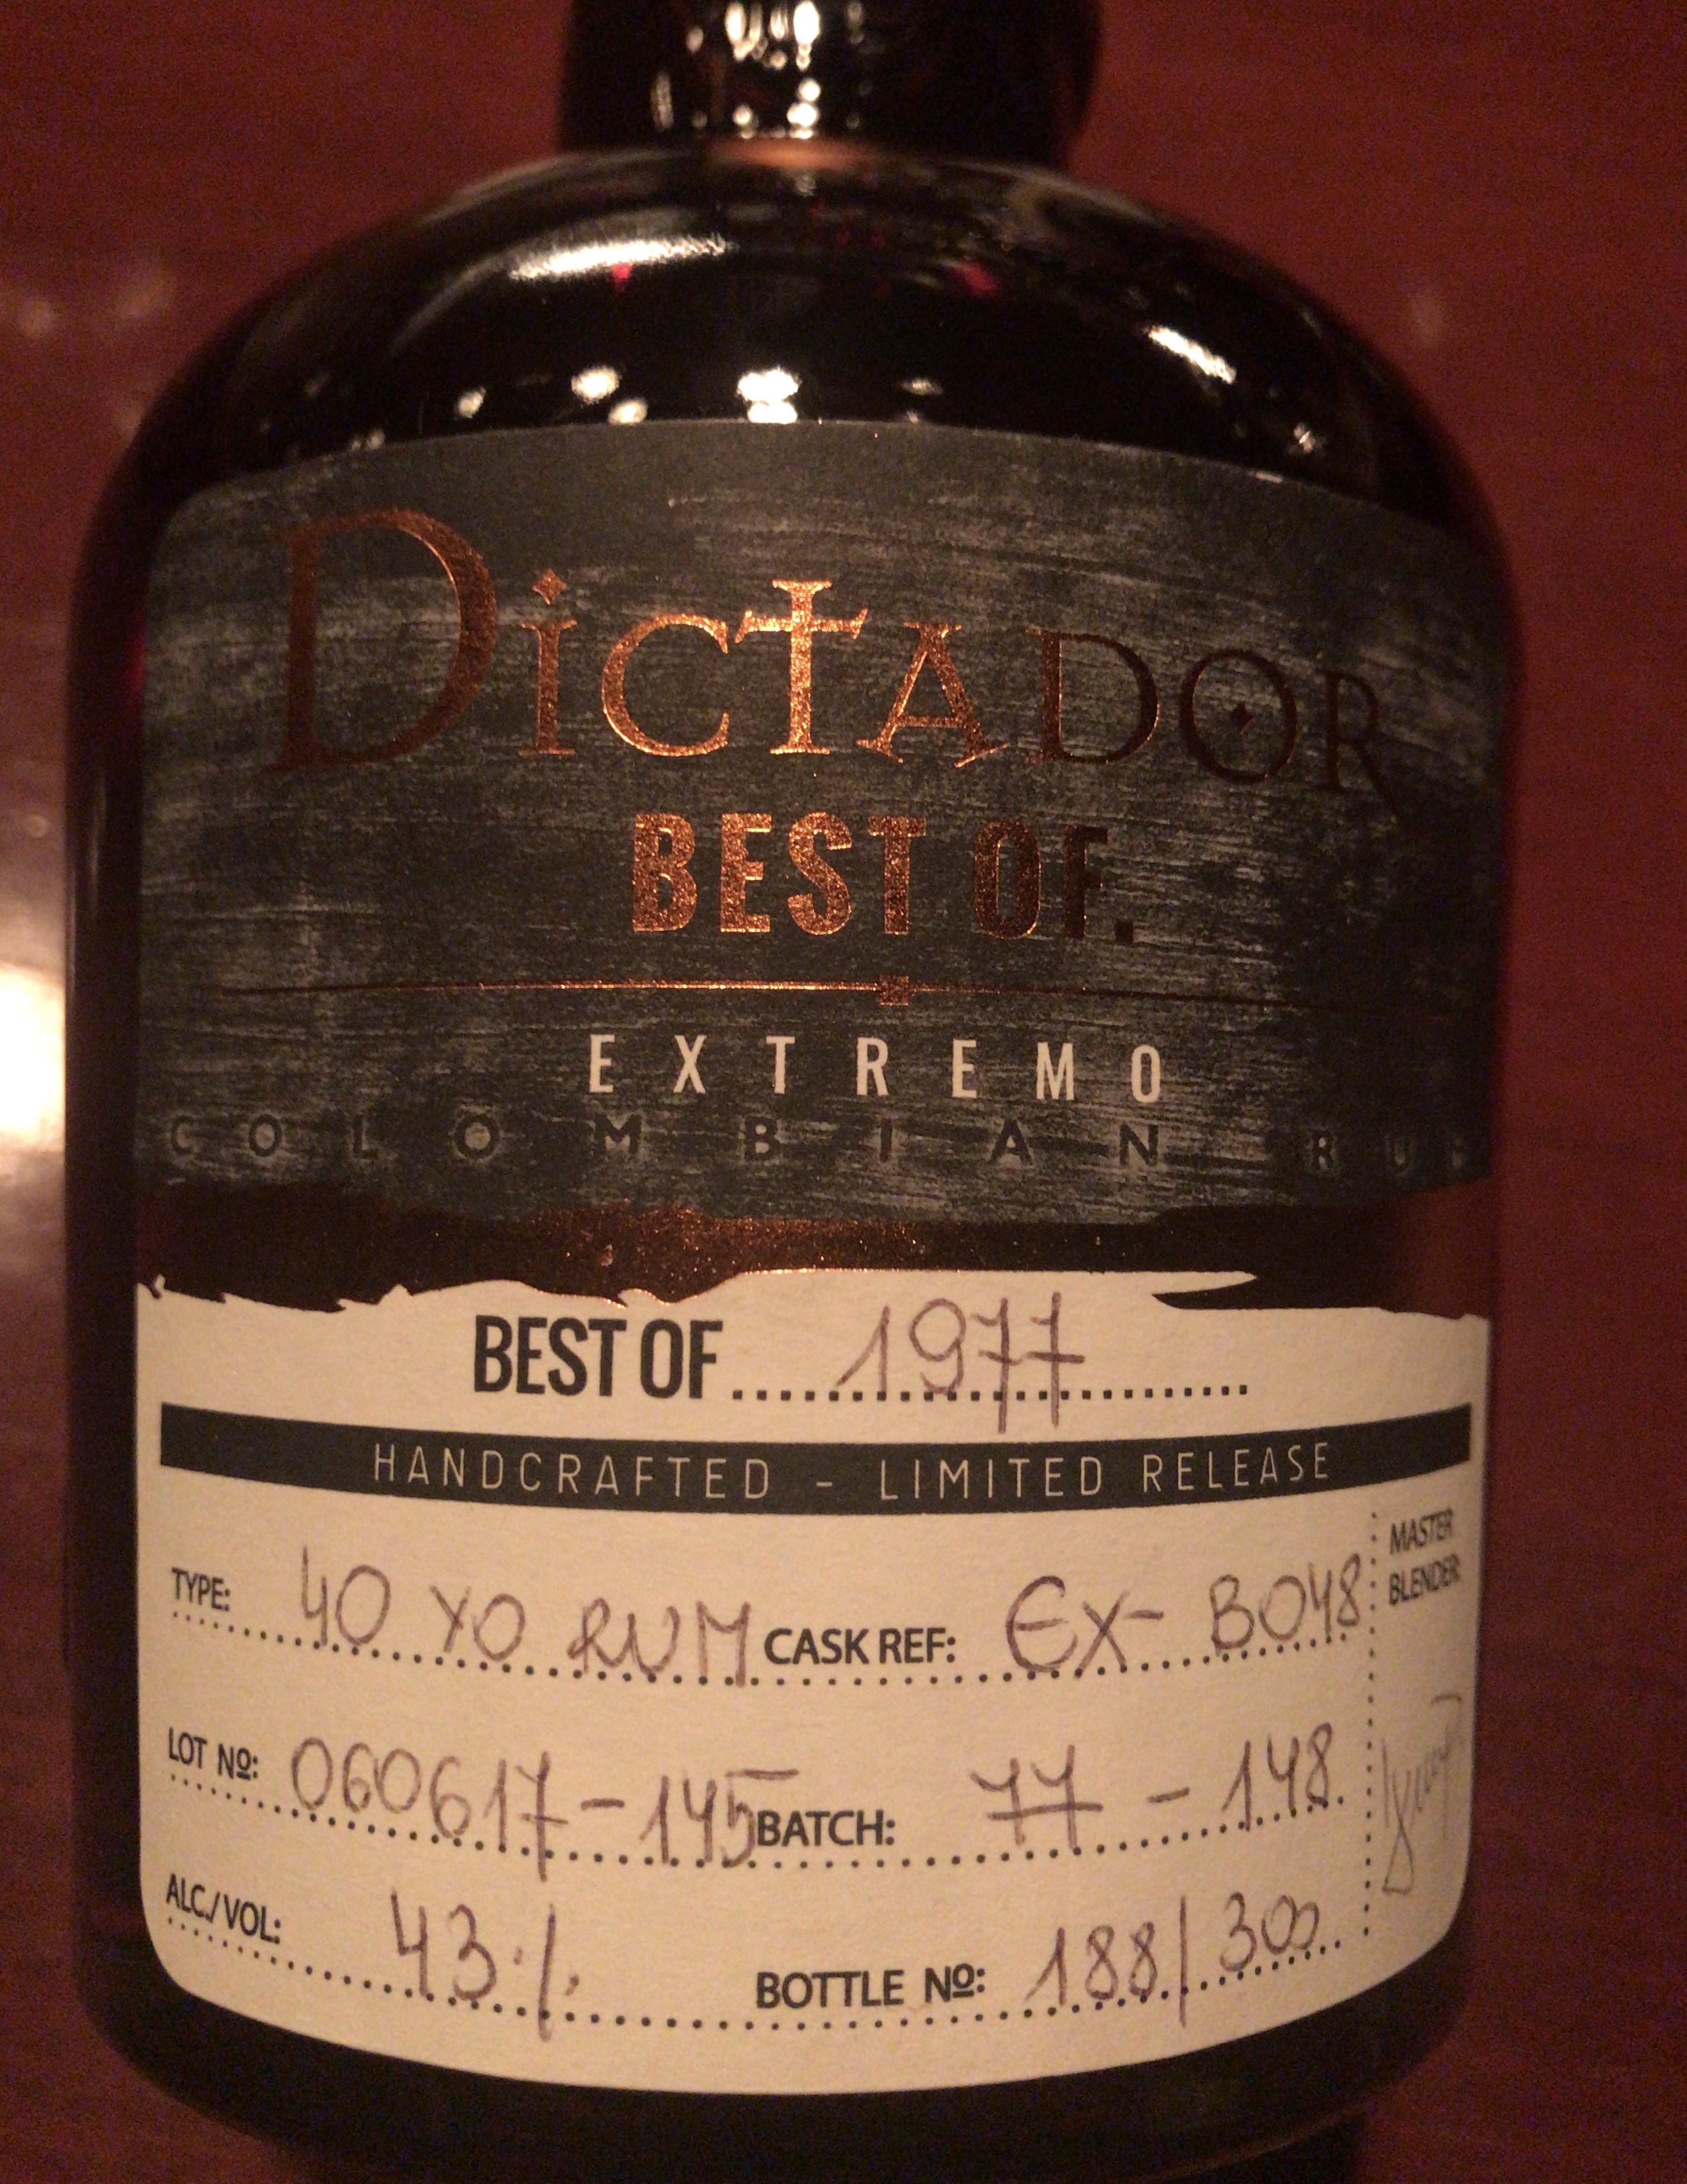 DICTADOR
BEST OF.
EXTREMO
COLOMBIAN
BEST OF 1977
HANDCRAFTED - LIMITED RELEASE
TYPE: 40 YO RUM CASK REF: EX- B048
LOT Nº: 060617-145 BATCH: 77 - 148
ALC./VOL: 43% BOTTLE Nº: 188/300
MASTER
BLENDER: